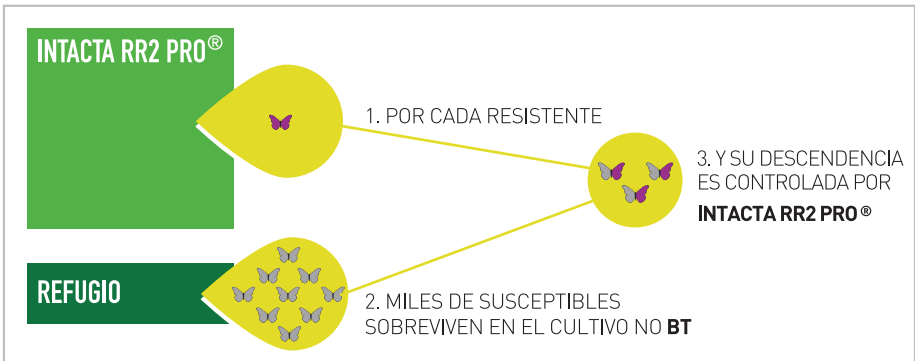 INTACTA RR2 PRO®
1. POR CADA RESISTENTE
3. Y SU DESCENDENCIA
ES CONTROLADA POR
INTACTA RR2 PRO®
REFUGIO
2. MILES DE SUSCEPTIBLES
SOBREVIVEN EN EL CULTIVO NO BT